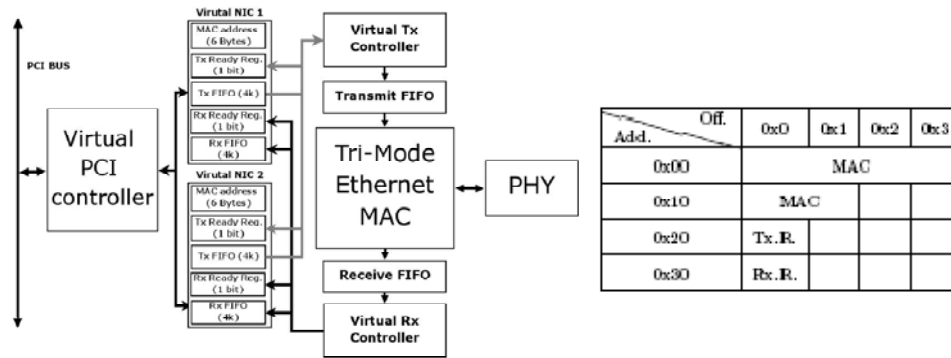 Virutal NIC 1
MAC address
(6 Bytes)
Tx Ready Reg.
(1 bit)
Tx FIFO (4k)
Rx Ready Reg.
(1 bit)
Rx FIFO
(4k)
Virutal NIC 2
MAC address
(6 Bytes)
Tx Ready Reg.
(1 bit)
Tx FIFO (4k)
Rx Ready Reg.
(1 bit)
Rx FIFO
(4k)
PCI BUS
Virtual
PCI
controller
Virtual Tx
Controller
Transmit FIFO
Tri-Mode
Ethernet
MAC
PHY
Receive FIFO
Virtual Rx
Controller
Off.
Add.
0x0 0x1 0x2 0x3
0x00 MAC
0x10 MAC
0x20 Tx.R.
0x30 Rx.R.